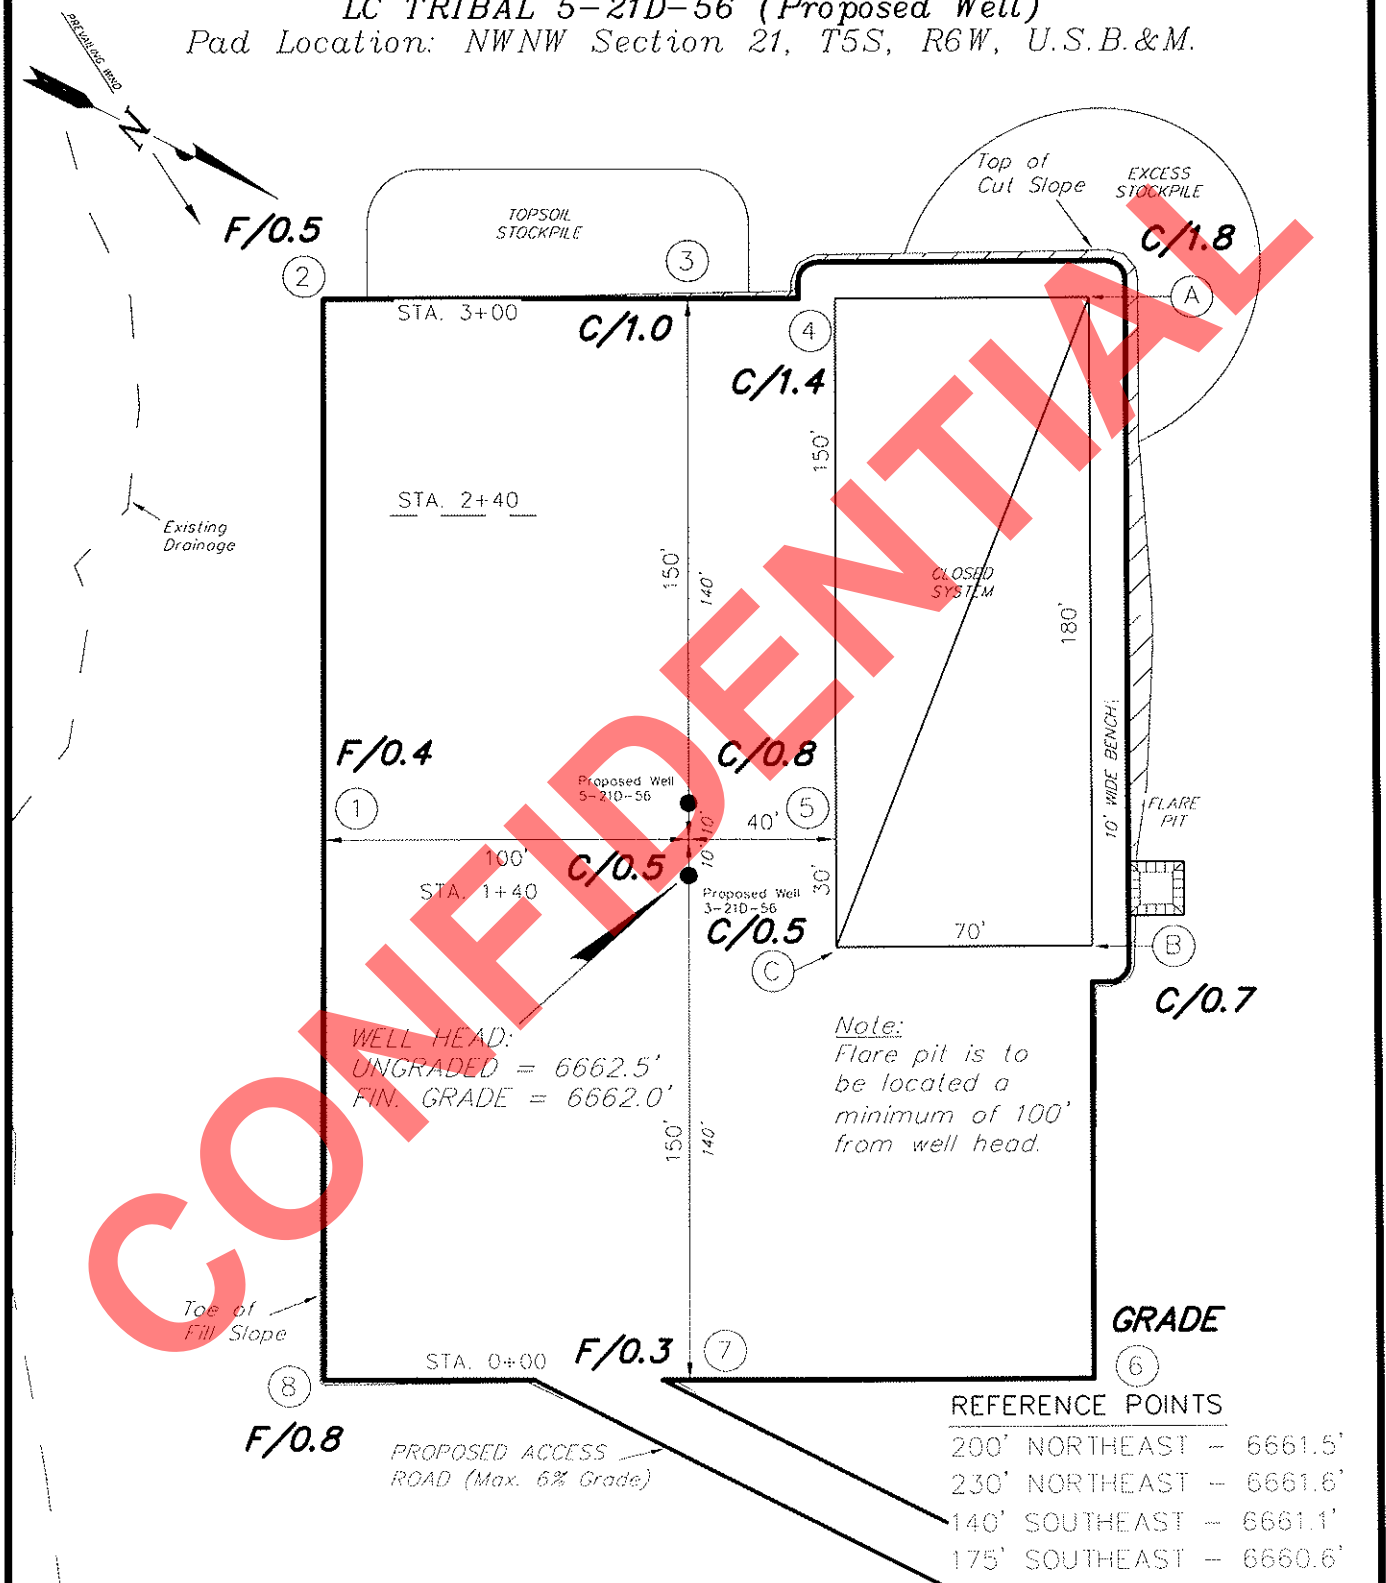 LC TRIBAL 5-21D-56 (Proposed Well)
Pad Location: NWNW Section 21, T5S, R6W, U.S.B.&M.
PREVAILING WIND
N
Top of
Cut Slope
EXCESS
STOCKPILE
TOPSOIL
STOCKPILE
F/0.5
C/1.8
2
3
A
STA. 3+00
C/1.0
4
C/1.4
150'
STA. 2+40
Existing
Drainage
150'
140'
CLOSED
SYSTEM
180'
10' WIDE BENCH
F/0.4
C/0.8
Proposed Well
5-21D-56
1
5
FLARE
PIT
10'
40'
100'
C/0.5
10'
30'
STA. 1+40
Proposed Well
3-21D-56
C/0.5
70'
B
C
C/0.7
WELL HEAD:
UNGRADED = 6662.5'
FIN. GRADE = 6662.0'
Note:
Flare pit is to
be located a
minimum of 100'
from well head.
150'
140'
Toe of
Fill Slope
GRADE
STA. 0+00
F/0.3
7
6
8
F/0.8
PROPOSED ACCESS
ROAD (Max. 6% Grade)
REFERENCE POINTS
200' NORTHEAST - 6661.5'
230' NORTHEAST - 6661.6'
140' SOUTHEAST - 6661.1'
175' SOUTHEAST - 6660.6'
CONFIDENTIAL